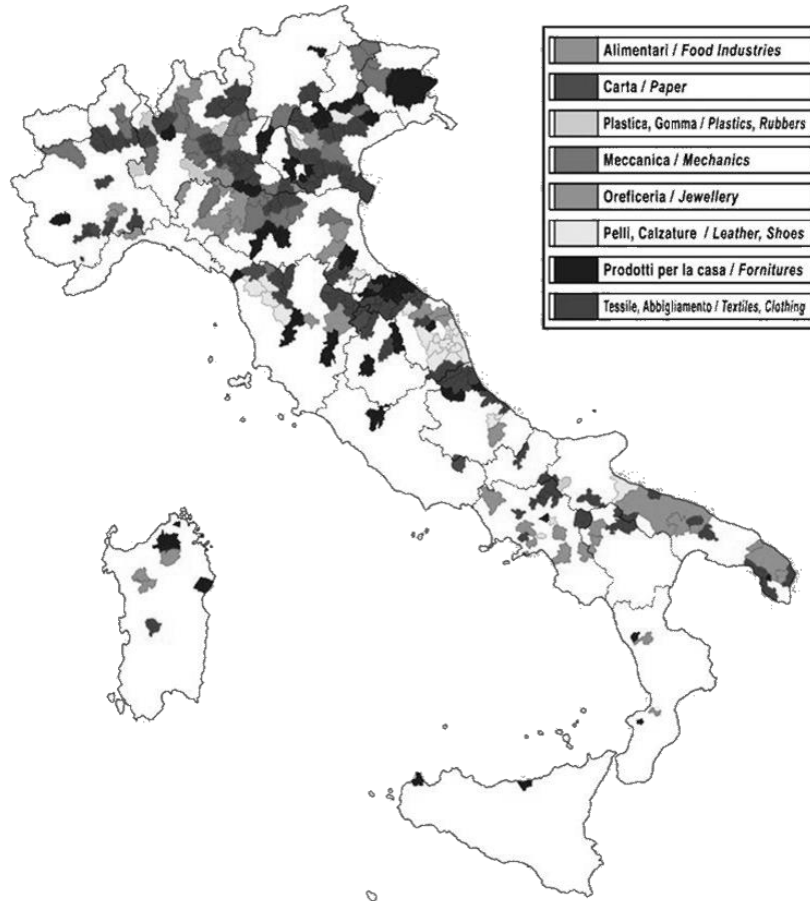 Alimentari / Food Industries
Carta / Paper
Plastica, Gomma / Plastics, Rubbers
Meccanica / Mechanics
Oreficeria / Jewellery
Pelli, Calzature / Leather, Shoes
Prodotti per la casa / Fornitures
Tessile, Abbigliamento / Textiles, Clothing